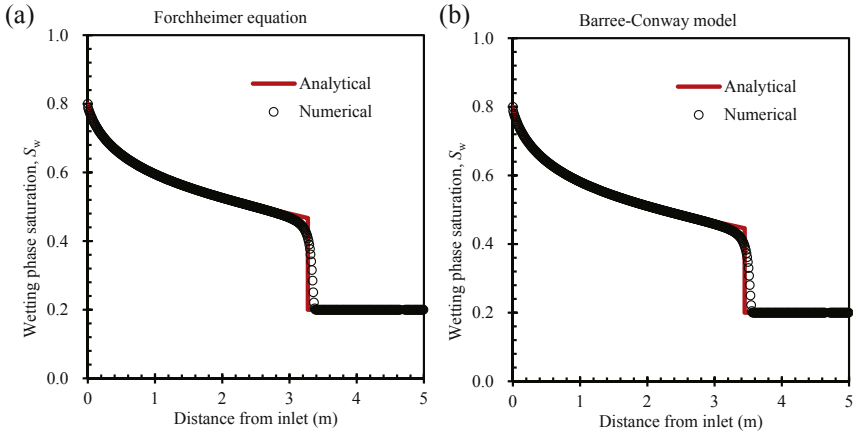 (a)
Forchheimer equation
1.0
0.8
0.6
0.4
0.2
0.0
Wetting phase saturation, Sw
Analytical
Numerical
0 1 2 3 4 5
Distance from inlet (m)
(b)
Barree-Conway model
1.0
0.8
0.6
0.4
0.2
0.0
Wetting phase saturation, Sw
Analytical
Numerical
0 1 2 3 4 5
Distance from inlet (m)